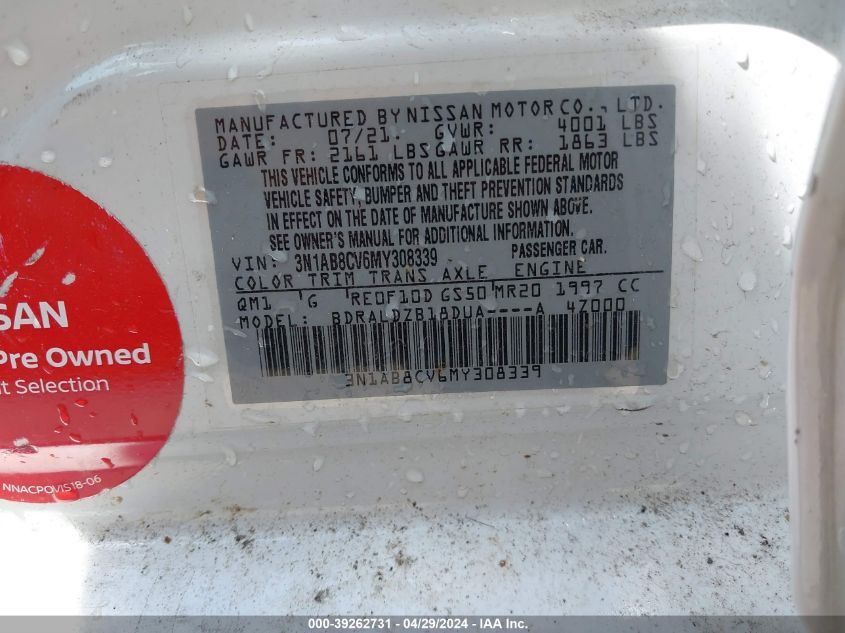 MANUFACTURED BY NISSAN MOTOR CO., LTD.
DATE: 07/21. GVWR: 4001 LBS
GAWR FR: 2161 LBS GAWR RR: 1863 LBS
THIS VEHICLE CONFORMS TO ALL APPLICABLE FEDERAL MOTOR
VEHICLE SAFETY, BUMPER AND THEFT PREVENTION STANDARDS
IN EFFECT ON THE DATE OF MANUFACTURE SHOWN ABOVE.
SEE OWNER'S MANUAL FOR ADDITIONAL INFORMATION.
VIN: 3N1AB8CV6MY308339 PASSENGER CAR.
COLOR TRIM TRANS AXLE ENGINE
QM1 G RE0F10D GS50 MR20 1997 CC
MODEL: BDRALDZB18DUA----A 4Z000
3N1AB8CV6MY308339
SSAN
Pre Owned
t Selection
NNACPOVIS18-06
000-39262731 - 04/29/2024 - IMG_UPLOAD